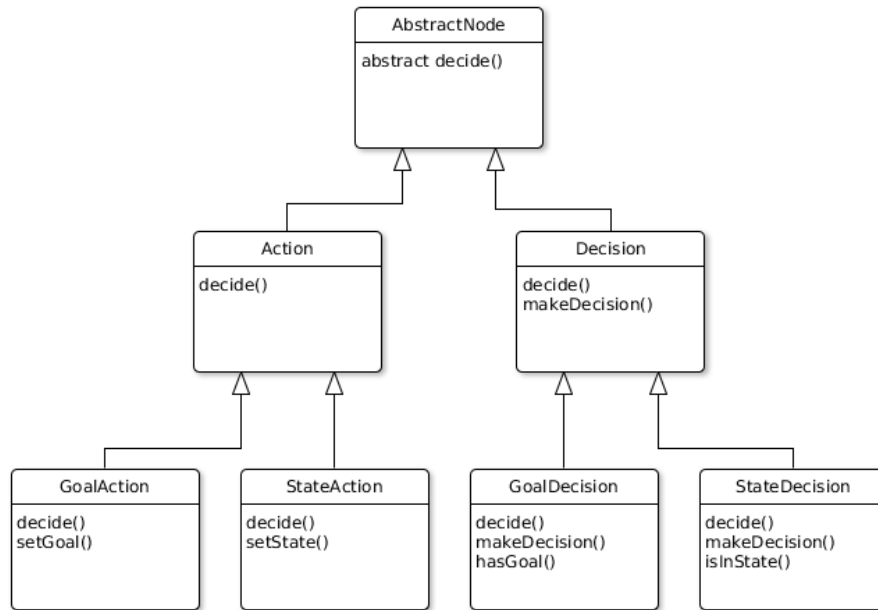 AbstractNode
abstract decide()
Action
decide()
Decision
decide()
makeDecision()
GoalAction
decide()
setGoal()
StateAction
decide()
setState()
GoalDecision
decide()
makeDecision()
hasGoal()
StateDecision
decide()
makeDecision()
isInState()